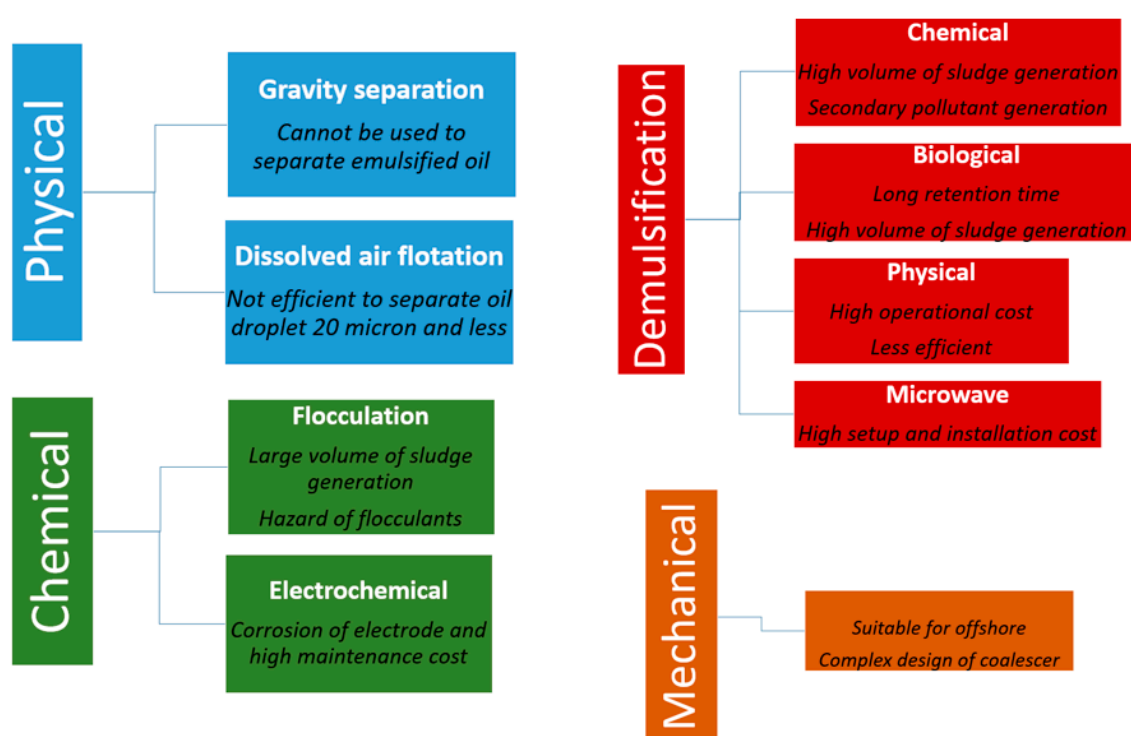 Physical
Gravity separation
Cannot be used to
separate emulsified oil
Dissolved air flotation
Not efficient to separate oil
droplet 20 micron and less
Chemical
Flocculation
Large volume of sludge
generation
Hazard of flocculants
Electrochemical
Corrosion of electrode and
high maintenance cost
Demulsification
Chemical
High volume of sludge generation
Secondary pollutant generation
Biological
Long retention time
High volume of sludge generation
Physical
High operational cost
Less efficient
Microwave
High setup and installation cost
Mechanical
Suitable for offshore
Complex design of coalescer